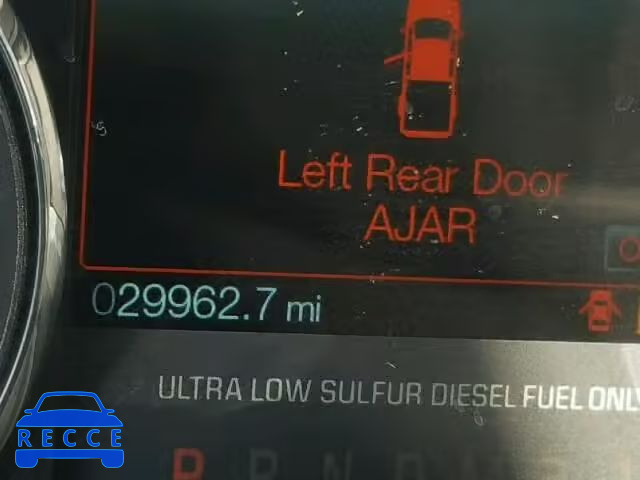 Left Rear Door
AJAR
O
029962.7 mi
ULTRA LOW SULFUR DIESEL FUEL ONLY
RECCE
P R N D